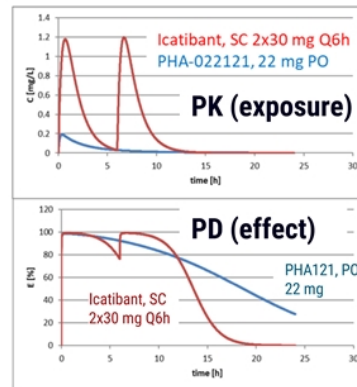 1.4
1.2
1
0.8
0.6
0.4
0.2
0
C [mg/L]
Icatibant, SC 2x30 mg Q6h
PHA-022121, 22 mg PO
PK (exposure)
0 5 10 15 20 25 30
time [h]
120
100
80
60
40
20
0
E [%]
PD (effect)
PHA121, PO
22 mg
Icatibant, SC
2x30 mg Q6h
0 5 10 15 20 25 30
time [h]